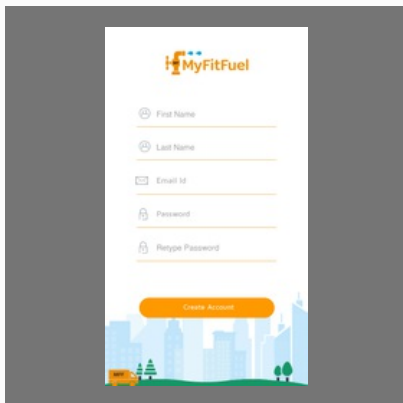 MyFitFuel
First Name
Last Name
Email Id
Password
Retype Password
Create Account